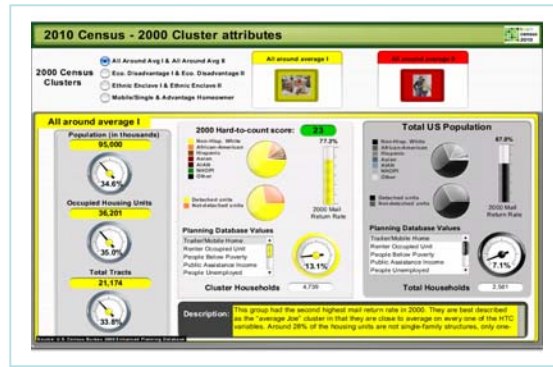 2010 Census - 2000 Cluster attributes
census
2010
2000 Census
Clusters
All Around Avg I & All Around Avg II
Eco. Disadvantage I & Eco. Disadvantage II
Ethnic Enclave I & Ethnic Enclave II
Mobile/Single & Advantage Homeowner
All around average I
All around average II
All around average I
Population (in thousands)
95,000
34.6%
Occupied Housing Units
36,201
35.0%
Total Tracts
21,174
33.8%
2000 Hard-to-count score:
23
Non-Hisp. White
African-American
Hispanic
Asian
AIAN
NHOPI
Other
77.3%
Detached units
Not-detached units
2000 Mail
Return Rate
Planning Database Values
Trailer/Mobile Home
Renter Occupied Unit
People Below Poverty
Public Assistance Income
People Unemployed
13.1%
Cluster Households
4,739
Total US Population
Non-Hisp. White
African-American
Hispanic
Asian
AIAN
NHOPI
Other
Detached units
Not-detached units
2000 Mail
Return Rate
Planning Database Values
Trailer/Mobile Home
Renter Occupied Unit
People Below Poverty
Public Assistance Income
People Unemployed
7.1%
Total Households
Description:
This group had the second highest mail return rate in 2000. They are best described
as the "average Joe" cluster in that they are close to average on every one of the HTC
variables. Around 28% of the housing units are not single-family structures, only one-
Source: U.S. Census Bureau, 2000 Enhanced Planning Database